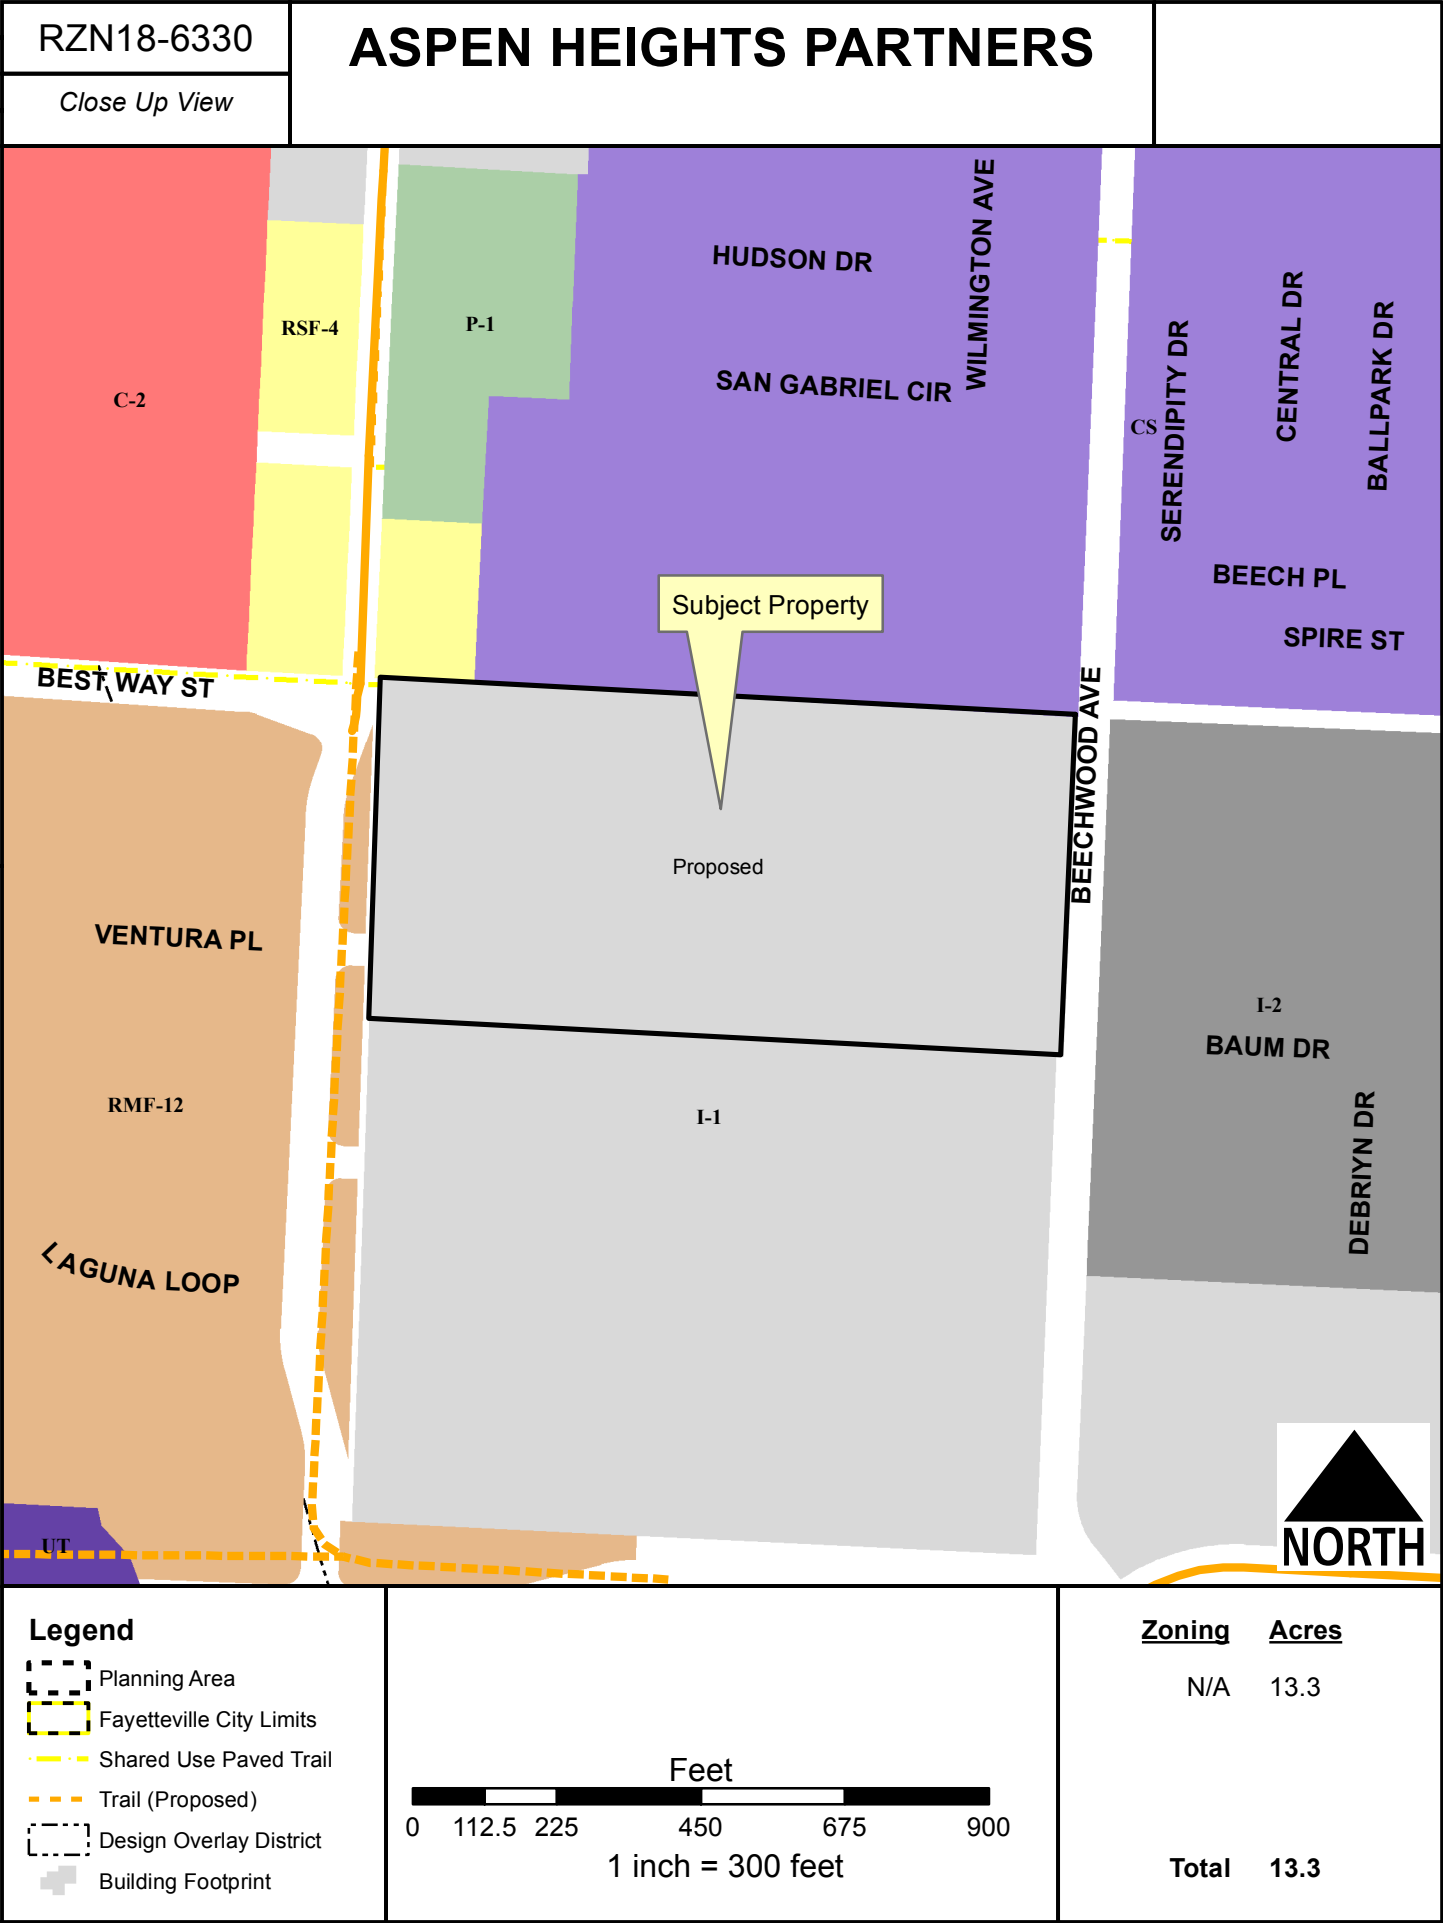 RZN18-6330
Close Up View
ASPEN HEIGHTS PARTNERS
HUDSON DR
WILMINGTON AVE
SAN GABRIEL CIR
RSF-4
P-1
C-2
CS
SERENDIPITY DR
CENTRAL DR
BALLPARK DR
BEECH PL
SPIRE ST
Subject Property
BEST WAY ST
BEECHWOOD AVE
Proposed
VENTURA PL
I-2
BAUM DR
RMF-12
I-1
DEBRIYN DR
LAGUNA LOOP
UT
NORTH
Legend
Planning Area
Fayetteville City Limits
Shared Use Paved Trail
Trail (Proposed)
Design Overlay District
Building Footprint
Feet
0 112.5 225 450 675 900
1 inch = 300 feet
Zoning Acres
N/A 13.3
Total 13.3